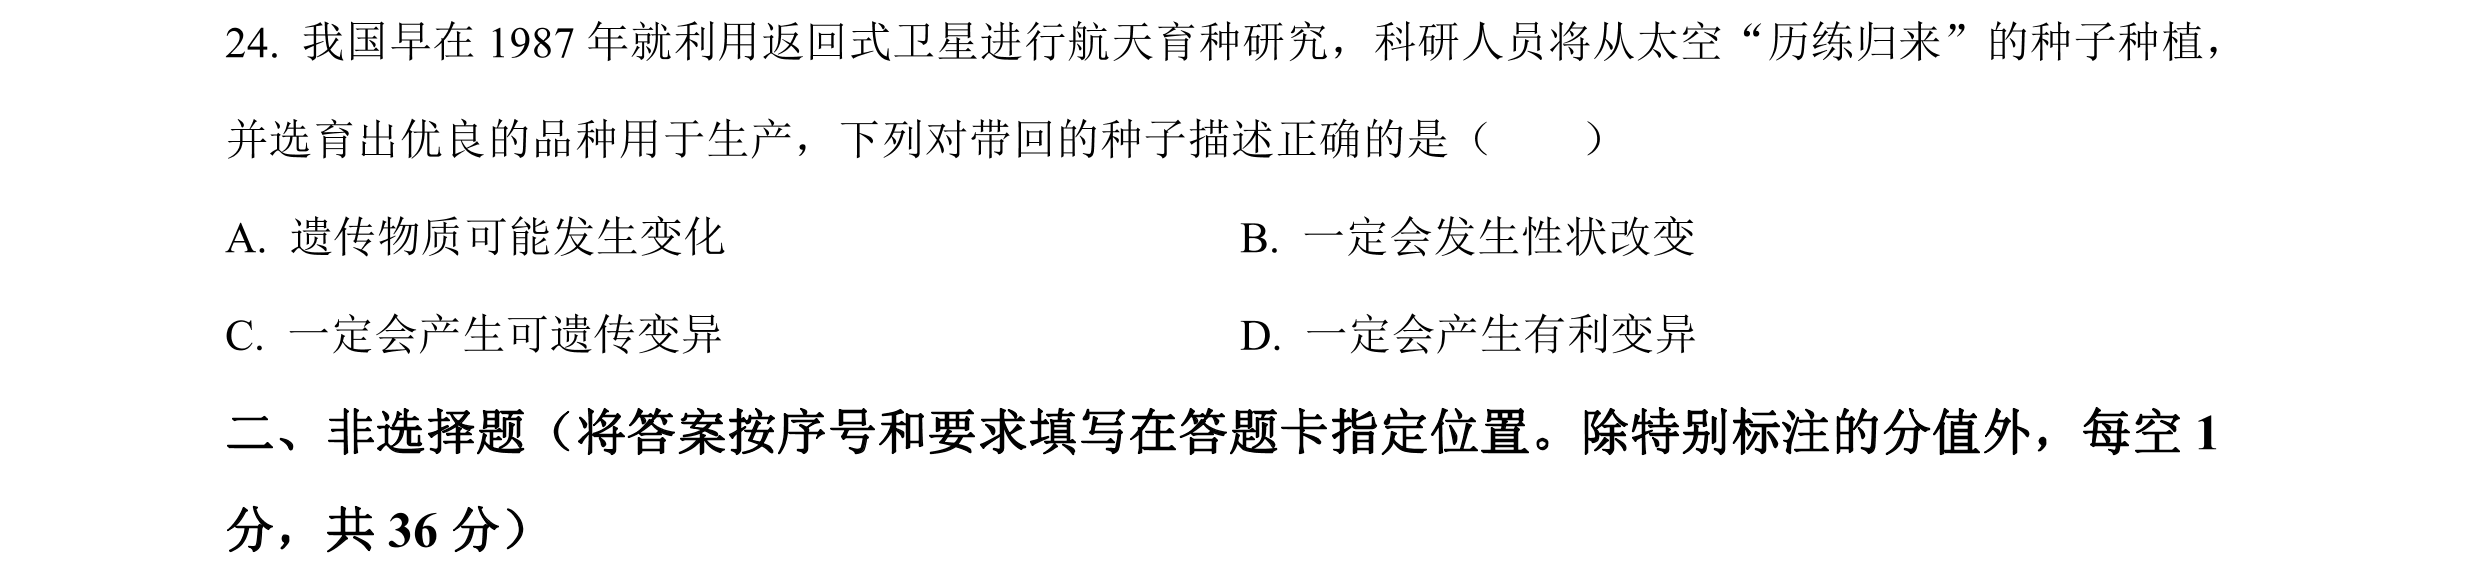 24. 我国早在 1987 年就利用返回式卫星进行航天育种研究，科研人员将从太空“历练归来”的种子种植，
并选育出优良的品种用于生产，下列对带回的种子描述正确的是（　　）
A. 遗传物质可能发生变化 B. 一定会发生性状改变
C. 一定会产生可遗传变异 D. 一定会产生有利变异
二、非选择题（将答案按序号和要求填写在答题卡指定位置。除特别标注的分值外，每空 1
分，共 36 分）